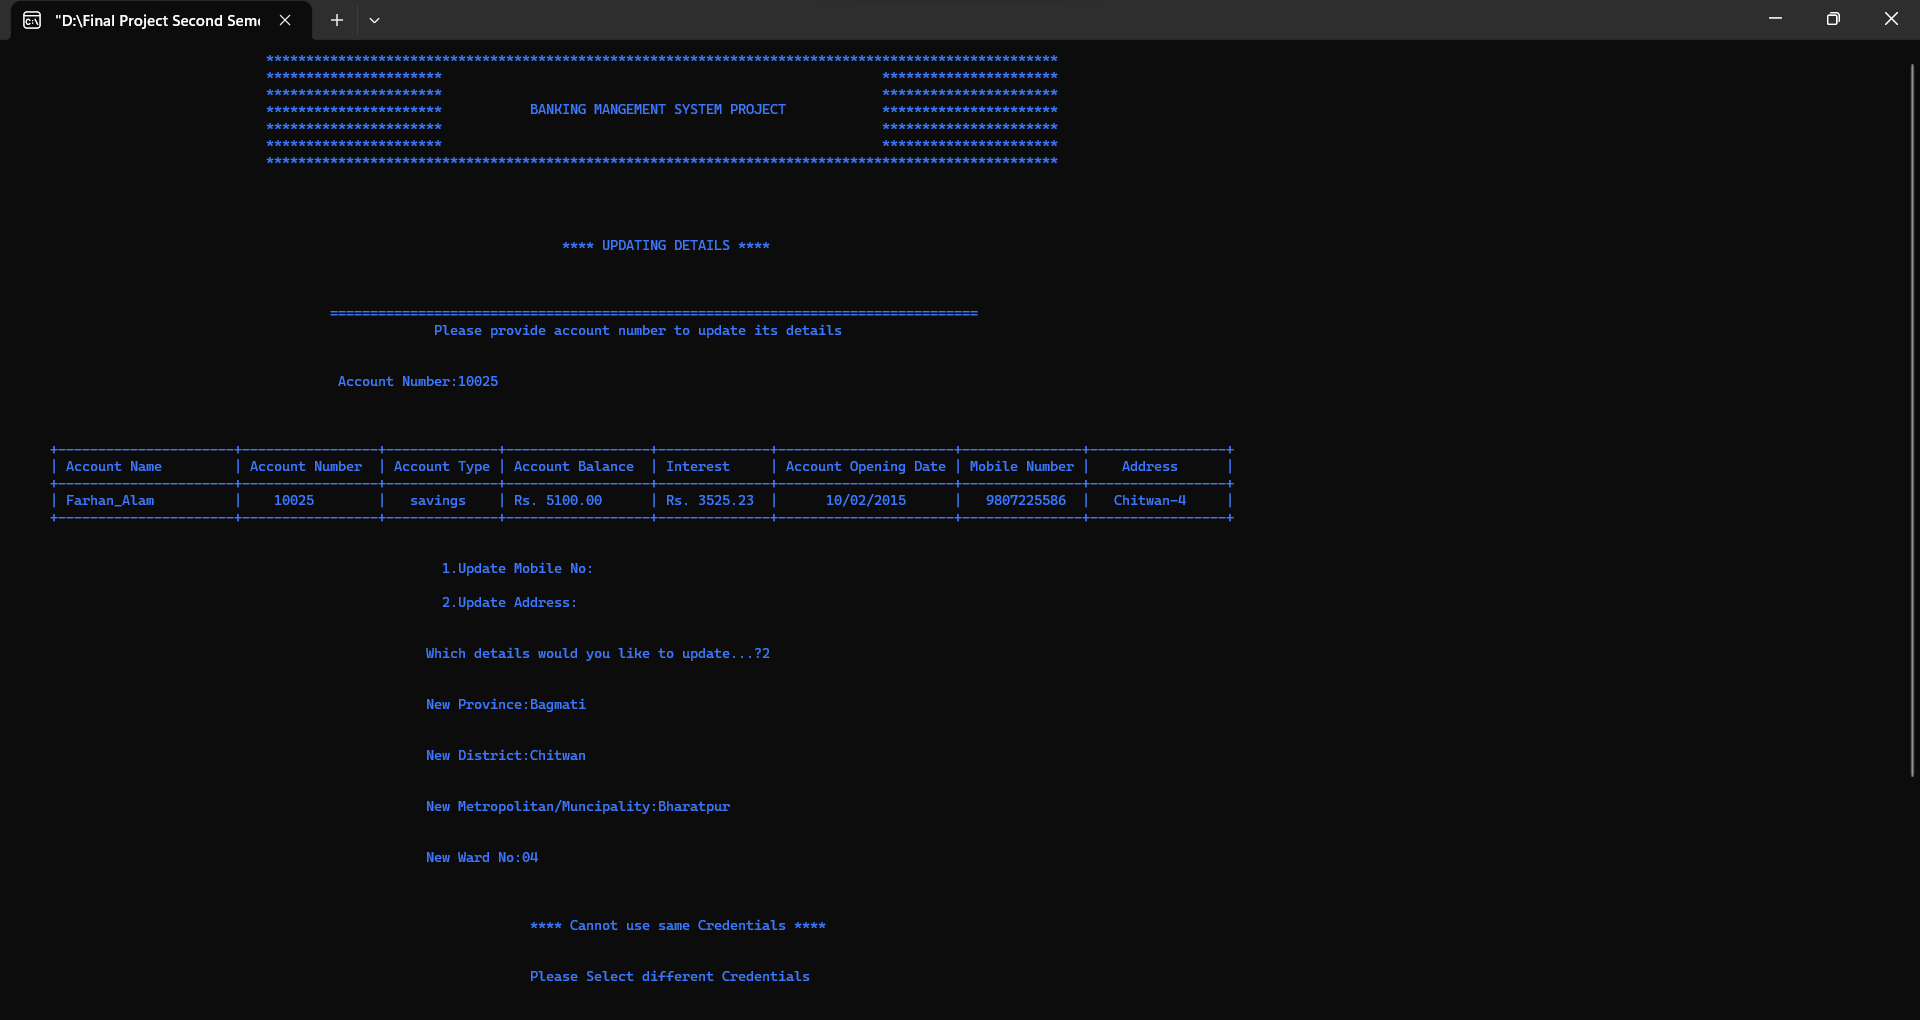 "D:\Final Project Second Seme
***************************************************************************************************
**********************                                                       **********************
**********************                                                       **********************
**********************           BANKING MANGEMENT SYSTEM PROJECT            **********************
**********************                                                       **********************
**********************                                                       **********************
***************************************************************************************************
**** UPDATING DETAILS ****
=================================================================================
Please provide account number to update its details
Account Number:10025
+----------------------+-----------------+--------------+------------------+--------------+----------------------+---------------+-----------------+
| Account Name         | Account Number  | Account Type | Account Balance  | Interest     | Account Opening Date | Mobile Number |    Address      |
+----------------------+-----------------+--------------+------------------+--------------+----------------------+---------------+-----------------+
| Farhan_Alam          |    10025        |   savings    | Rs. 5100.00      | Rs. 3525.23  |      10/02/2015      |   9807225586  |   Chitwan-4     |
+----------------------+-----------------+--------------+------------------+--------------+----------------------+---------------+-----------------+
1.Update Mobile No:
2.Update Address:
Which details would you like to update...?2
New Province:Bagmati
New District:Chitwan
New Metropolitan/Muncipality:Bharatpur
New Ward No:04
**** Cannot use same Credentials ****
Please Select different Credentials